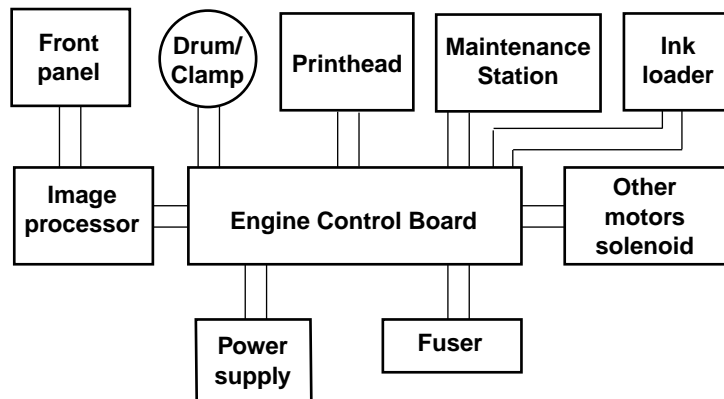 Front
panel
Drum/
Clamp
Printhead
Maintenance
Station
Ink
loader
Image
processor
Engine Control Board
Other
motors
solenoid
Power
supply
Fuser